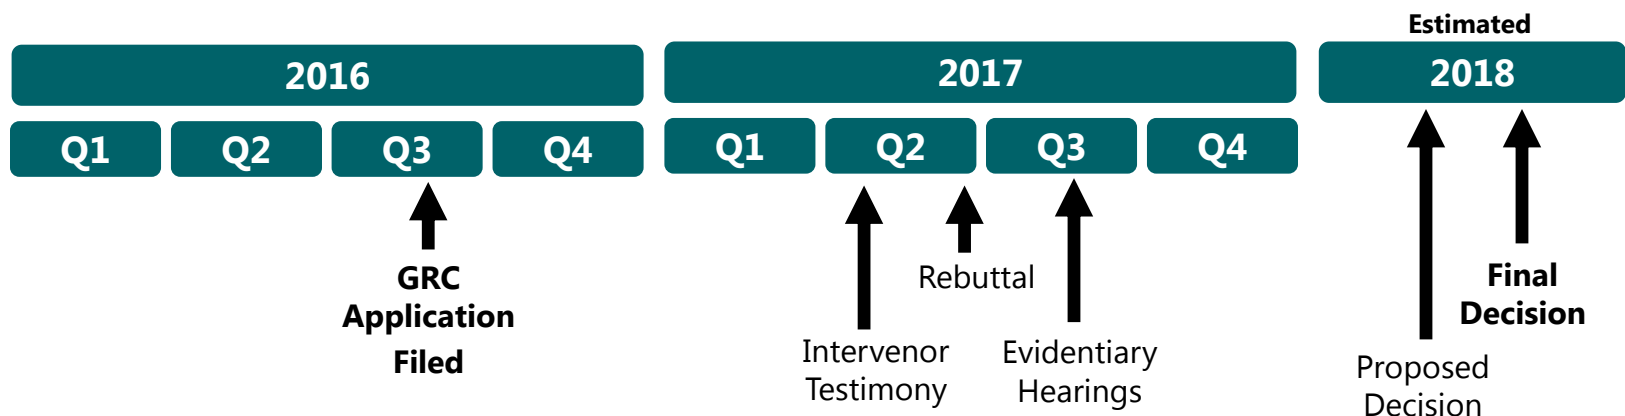 Estimated
2016
2017
2018
Q1
Q2
Q3
Q4
Q1
Q2
Q3
Q4
GRC
Application
Filed
Intervenor
Testimony
Rebuttal
Evidentiary
Hearings
Proposed
Decision
Final
Decision